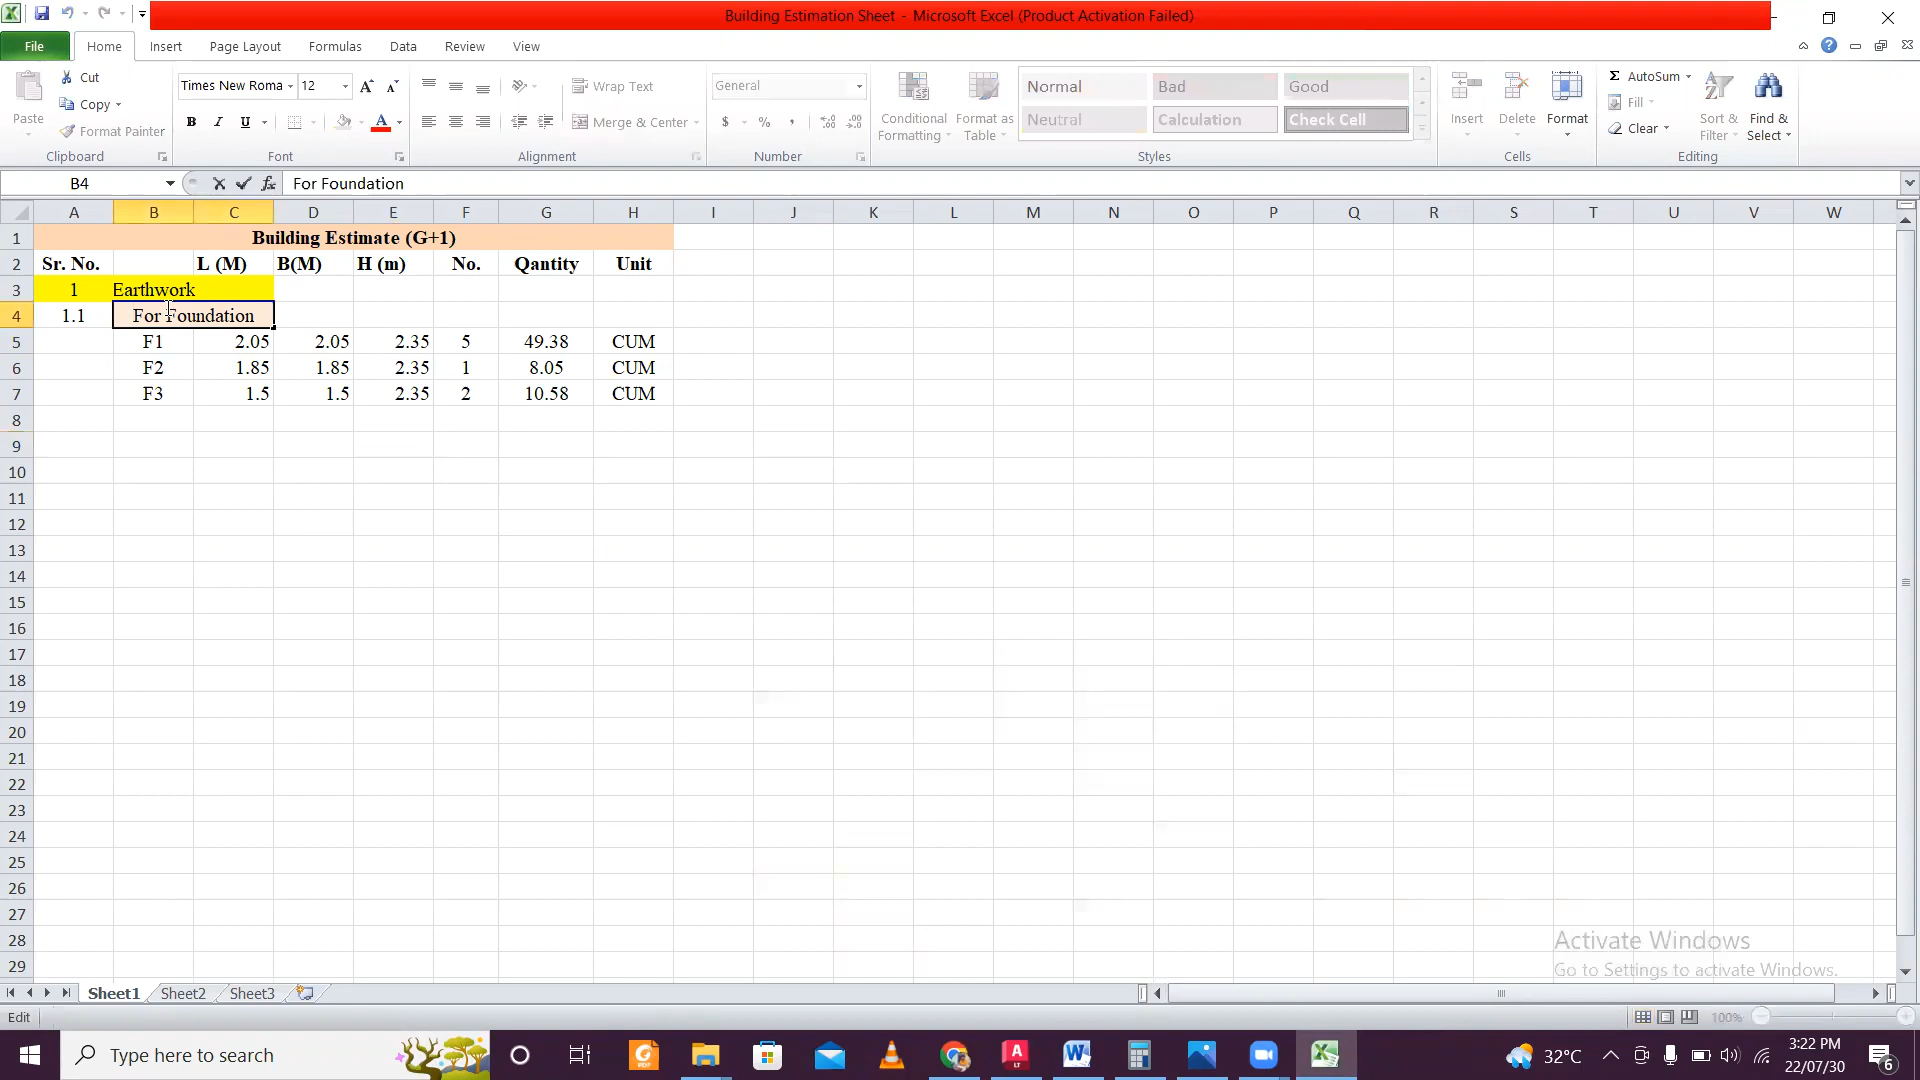 Building Estimation Sheet - Microsoft Excel (Product Activation Failed)
File Home Insert Page Layout Formulas Data Review View
Paste Cut Copy Format Painter Clipboard
Times New Roma 12 B I U A Font
Wrap Text Merge & Center Alignment
General $ % , Number
Conditional Formatting Format as Table
Normal Bad Good
Neutral Calculation Check Cell
Styles
Insert Delete Format Cells
AutoSum Fill Clear Sort & Filter Find & Select Editing
B4 fx For Foundation
A B C D E F G H I J K L M N O P Q R S T U V W
1 Building Estimate (G+1)
2 Sr. No. L (M) B(M) H (m) No. Qantity Unit
3 1 Earthwork
4 1.1 For Foundation
5 F1 2.05 2.05 2.35 5 49.38 CUM
6 F2 1.85 1.85 2.35 1 8.05 CUM
7 F3 1.5 1.5 2.35 2 10.58 CUM
8
9
10
11
12
13
14
15
16
17
18
19
20
21
22
23
24
25
26
27
28
29
Activate Windows
Go to Settings to activate Windows.
Sheet1 Sheet2 Sheet3
Edit 100%
Type here to search 32°C 3:22 PM
22/07/30 6